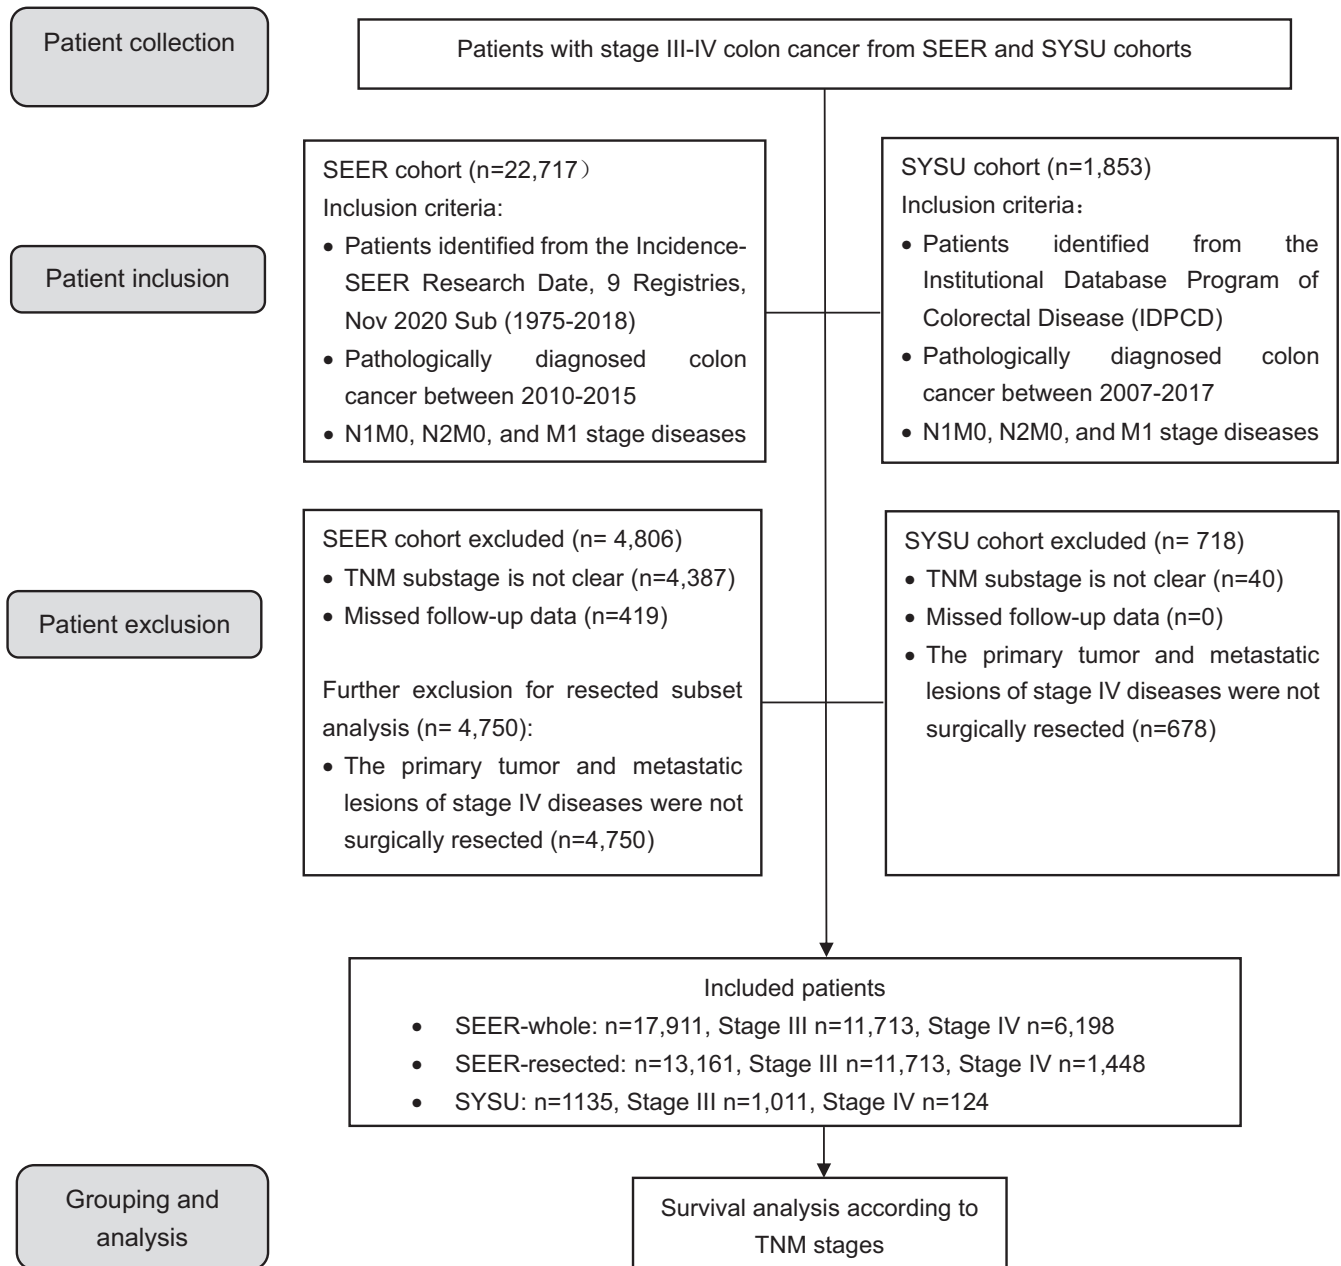 Patient collection
Patients with stage III-IV colon cancer from SEER and SYSU cohorts
Patient inclusion
SEER cohort (n=22,717）
Inclusion criteria:
• Patients identified from the Incidence-
SEER Research Date, 9 Registries,
Nov 2020 Sub (1975-2018)
• Pathologically diagnosed colon
cancer between 2010-2015
• N1M0, N2M0, and M1 stage diseases
SYSU cohort (n=1,853)
Inclusion criteria：
• Patients identified from the
Institutional Database Program of
Colorectal Disease (IDPCD)
• Pathologically diagnosed colon
cancer between 2007-2017
• N1M0, N2M0, and M1 stage diseases
Patient exclusion
SEER cohort excluded (n= 4,806)
• TNM substage is not clear (n=4,387)
• Missed follow-up data (n=419)
Further exclusion for resected subset
analysis (n= 4,750):
• The primary tumor and metastatic
lesions of stage IV diseases were not
surgically resected (n=4,750)
SYSU cohort excluded (n= 718)
• TNM substage is not clear (n=40)
• Missed follow-up data (n=0)
• The primary tumor and metastatic
lesions of stage IV diseases were not
surgically resected (n=678)
Included patients
• SEER-whole: n=17,911, Stage III n=11,713, Stage IV n=6,198
• SEER-resected: n=13,161, Stage III n=11,713, Stage IV n=1,448
• SYSU: n=1135, Stage III n=1,011, Stage IV n=124
Grouping and
analysis
Survival analysis according to
TNM stages